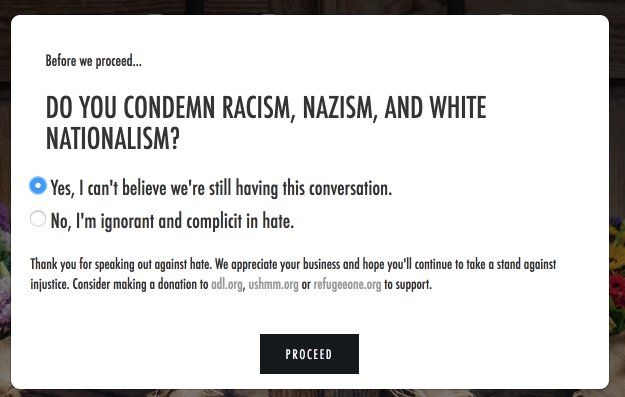 Before we proceed...
DO YOU CONDEMN RACISM, NAZISM, AND WHITE
NATIONALISM?
Yes, I can't believe we're still having this conversation.
No, I'm ignorant and complicit in hate.
Thank you for speaking out against hate. We appreciate your business and hope you'll continue to take a stand against
injustice. Consider making a donation to adl.org, ushmm.org or refugeeone.org to support.
PROCEED